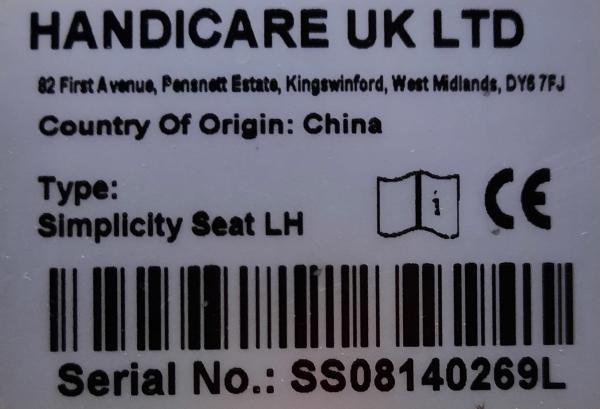 HANDICARE UK LTD
82 First Avenue, Pensnett Estate, Kingswinford, West Midlands, DY6 7FJ
Country Of Origin: China
Type:
Simplicity Seat LH
i
CE
Serial No.: SS08140269L